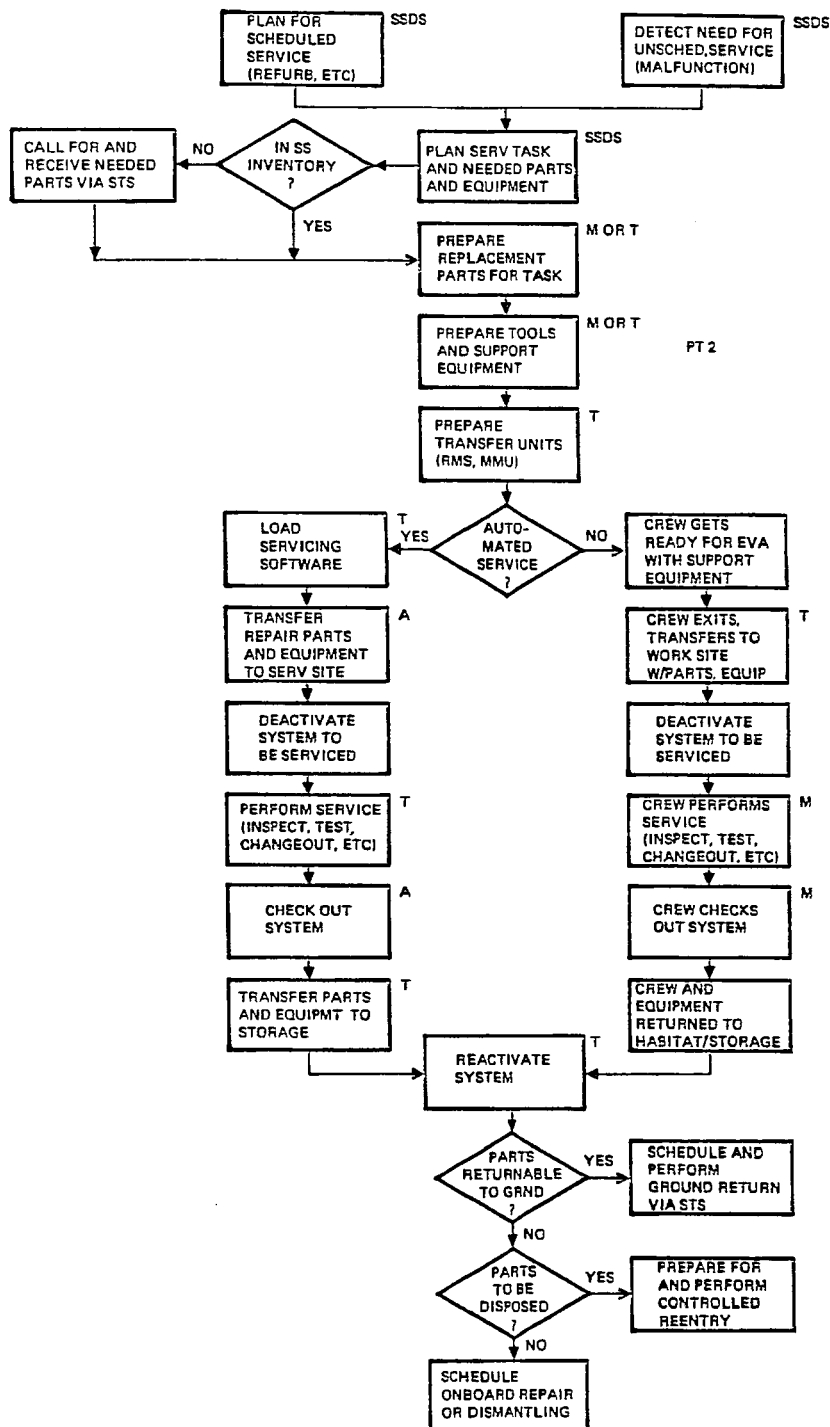 PLAN FOR
SCHEDULED
SERVICE
(REFURB, ETC)
SSDS
DETECT NEED FOR
UNSCHED,SERVICE
(MALFUNCTION)
SSDS
CALL FOR AND
RECEIVE NEEDED
PARTS VIA STS
NO
IN SS
INVENTORY
?
YES
PLAN SERV TASK
AND NEEDED PARTS
AND EQUIPMENT
SSDS
PREPARE
REPLACEMENT
PARTS FOR TASK
M OR T
PREPARE TOOLS
AND SUPPORT
EQUIPMENT
M OR T
PT 2
PREPARE
TRANSFER UNITS
(RMS, MMU)
T
LOAD
SERVICING
SOFTWARE
T
YES
AUTO-
MATED
SERVICE
?
NO
CREW GETS
READY FOR EVA
WITH SUPPORT
EQUIPMENT
TRANSFER
REPAIR PARTS
AND EQUIPMENT
TO SERV SITE
A
CREW EXITS,
TRANSFERS TO
WORK SITE
W/PARTS, EQUIP
T
DEACTIVATE
SYSTEM TO
BE SERVICED
DEACTIVATE
SYSTEM TO BE
SERVICED
PERFORM SERVICE
(INSPECT, TEST,
CHANGEOUT, ETC)
T
CREW PERFORMS
SERVICE
(INSPECT, TEST,
CHANGEOUT, ETC)
M
CHECK OUT
SYSTEM
A
CREW CHECKS
OUT SYSTEM
M
TRANSFER PARTS
AND EQUIPMT TO
STORAGE
T
CREW AND
EQUIPMENT
RETURNED TO
HABITAT/STORAGE
REACTIVATE
SYSTEM
T
PARTS
RETURNABLE
TO GRND
?
YES
NO
SCHEDULE AND
PERFORM
GROUND RETURN
VIA STS
PARTS
TO BE
DISPOSED
?
YES
NO
PREPARE FOR
AND PERFORM
CONTROLLED
REENTRY
SCHEDULE
ONBOARD REPAIR
OR DISMANTLING